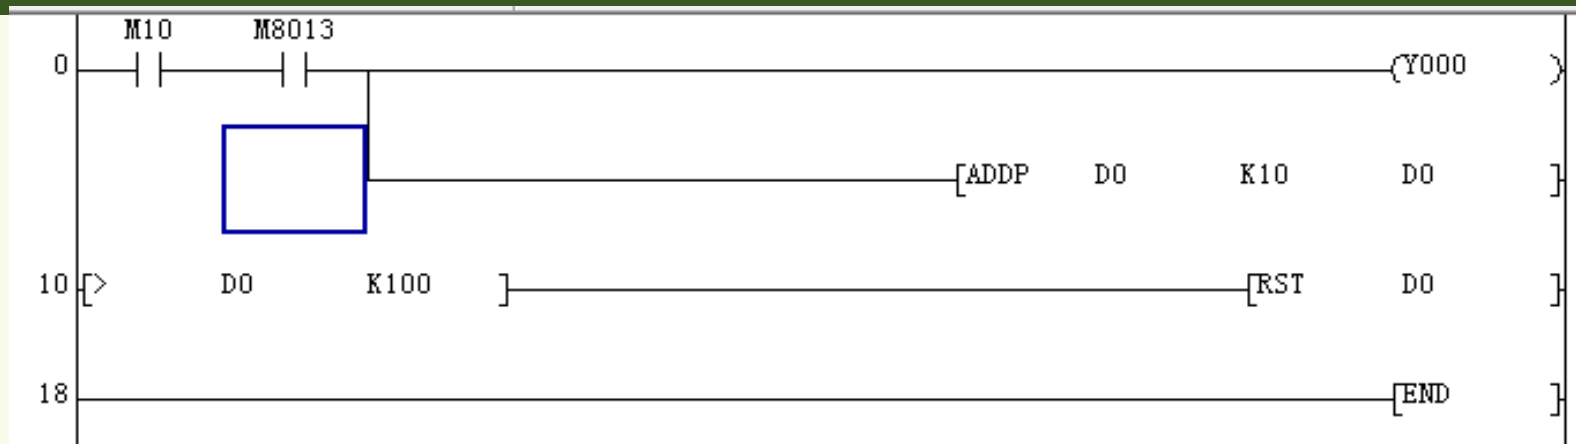 M10 M8013
0 (Y000 )
[ADDP D0 K10 D0 ]
10 [> D0 K100 ] [RST D0 ]
18 [END ]